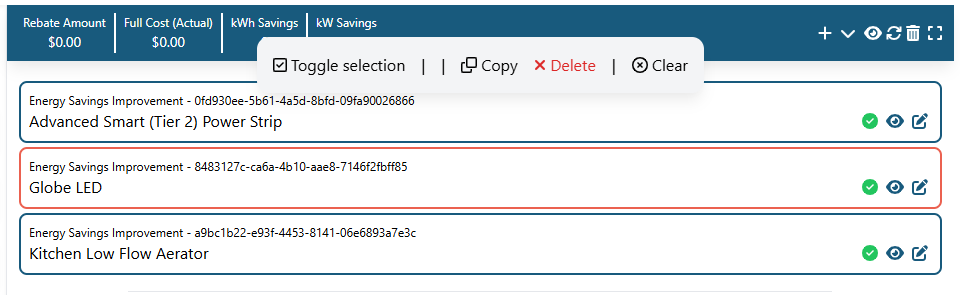 Rebate Amount Full Cost (Actual) kWh Savings kW Savings
$0.00 $0.00
Toggle selection | | Copy Delete | Clear
Energy Savings Improvement - 0fd930ee-5b61-4a5d-8bfd-09fa90026866
Advanced Smart (Tier 2) Power Strip
Energy Savings Improvement - 8483127c-ca6a-4b10-aae8-7146f2fbff85
Globe LED
Energy Savings Improvement - a9bc1b22-e93f-4453-8141-06e6893a7e3c
Kitchen Low Flow Aerator